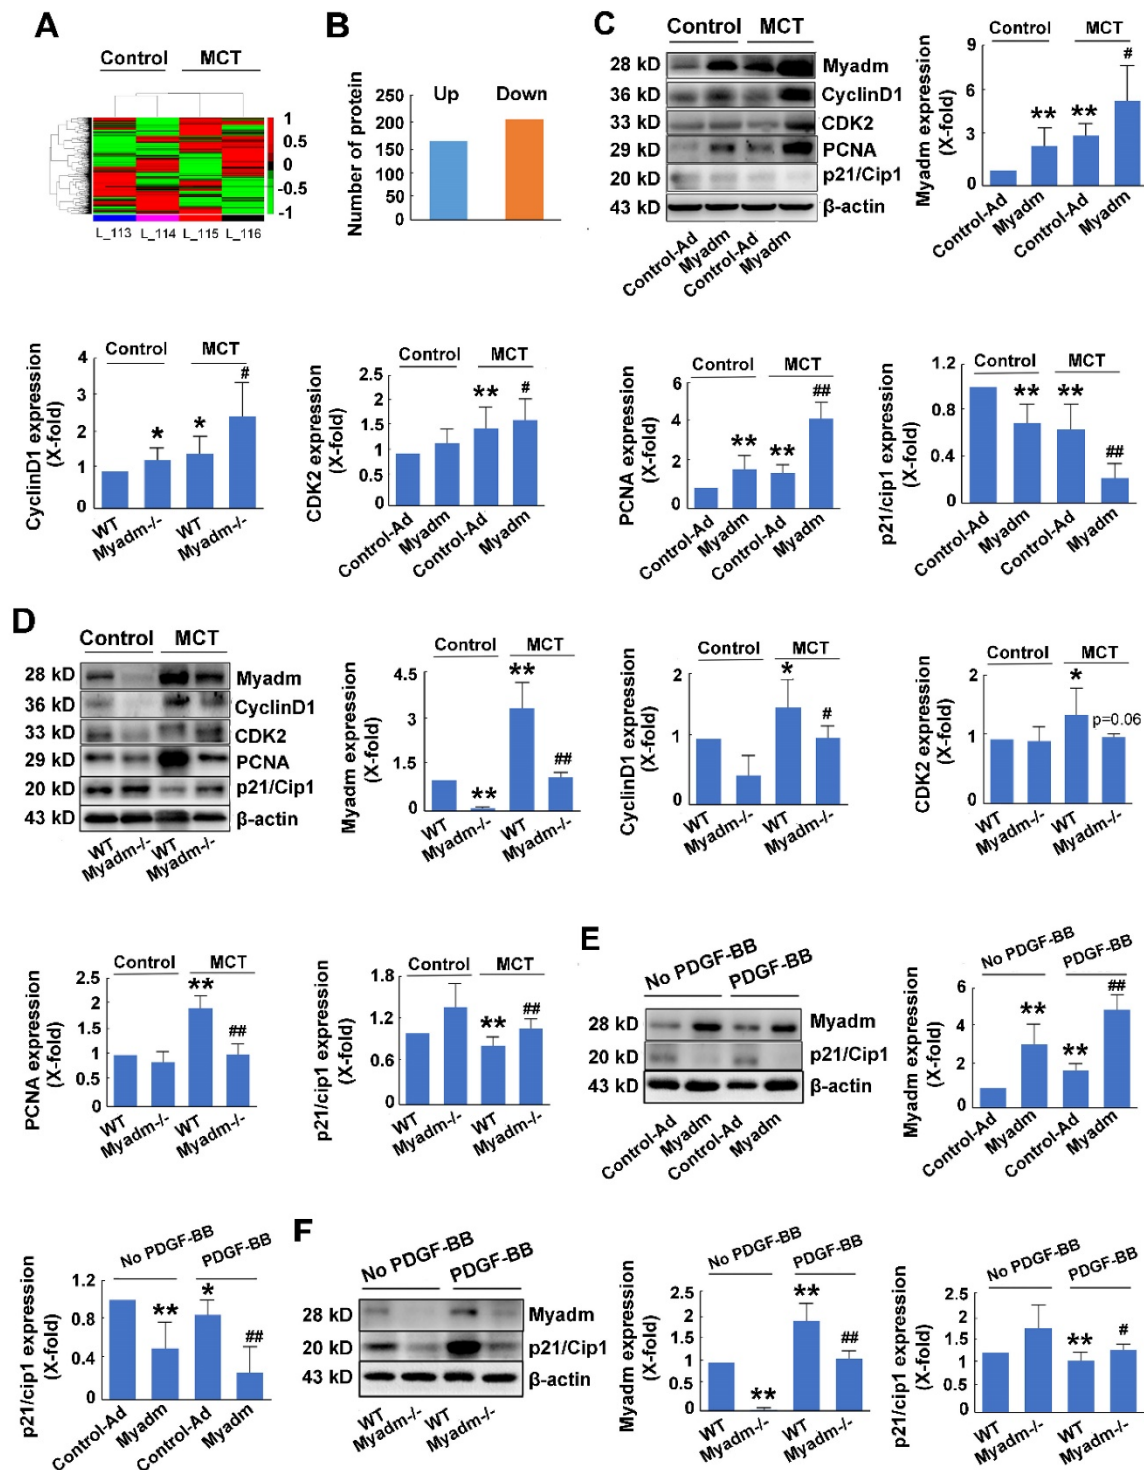 A
Control MCT
1
0.5
0
-0.5
-1
L_113 L_114 L_115 L_116
B
Number of protein
250
200
150
100
50
0
Up Down
C
Control MCT
28 kD Myadm
36 kD CyclinD1
33 kD CDK2
29 kD PCNA
20 kD p21/Cip1
43 kD β-actin
Control-Ad Myadm Control-Ad Myadm
Myadm expression
(X-fold)
9
6
3
0
Control MCT
** ** #
Control-Ad Myadm Control-Ad Myadm
CyclinD1 expression
(X-fold)
4
2
1
0
Control MCT
* * #
WT Myadm-/- WT Myadm-/-
CDK2 expression
(X-fold)
2.5
2
1.5
1
0.5
0
Control MCT
** #
Control-Ad Myadm Control-Ad Myadm
PCNA expression
(X-fold)
6
4
2
0
Control MCT
** ** ##
Control-Ad Myadm Control-Ad Myadm
p21/cip1 expression
(X-fold)
1.2
0.8
0.4
0
Control MCT
** ** ##
Control-Ad Myadm Control-Ad Myadm
D
Control MCT
28 kD Myadm
36 kD CyclinD1
33 kD CDK2
29 kD PCNA
20 kD p21/Cip1
43 kD β-actin
WT Myadm-/- WT Myadm-/-
Myadm expression
(X-fold)
4.5
3
1.5
0
Control MCT
** ** ##
WT Myadm-/- WT Myadm-/-
CyclinD1 expression
(X-fold)
2
1
0
Control MCT
* #
WT Myadm-/- WT Myadm-/-
CDK2 expression
(X-fold)
2
1
0
Control MCT
* p=0.06
WT Myadm-/- WT Myadm-/-
PCNA expression
(X-fold)
2.5
2
1.5
1
0.5
0
Control MCT
** ##
WT Myadm-/- WT Myadm-/-
p21/cip1 expression
(X-fold)
1.8
1.2
0.6
0
Control MCT
** ##
WT Myadm-/- WT Myadm-/-
E
No PDGF-BB PDGF-BB
28 kD Myadm
20 kD p21/Cip1
43 kD β-actin
Control-Ad Myadm Control-Ad Myadm
Myadm expression
(X-fold)
6
4
2
0
No PDGF-BB PDGF-BB
** ** ##
Control-Ad Myadm Control-Ad Myadm
p21/cip1 expression
(X-fold)
1.2
0.8
0.4
0
No PDGF-BB PDGF-BB
** * ##
Control-Ad Myadm Control-Ad Myadm
F
No PDGF-BB PDGF-BB
28 kD Myadm
20 kD p21/Cip1
43 kD β-actin
WT Myadm-/- WT Myadm-/-
Myadm expression
(X-fold)
2.5
2
1.5
1
0.5
0
No PDGF-BB PDGF-BB
** ** ##
WT Myadm-/- WT Myadm-/-
p21/cip1 expression
(X-fold)
2.5
2
1.5
1
0.5
0
No PDGF-BB PDGF-BB
** #
WT Myadm-/- WT Myadm-/-